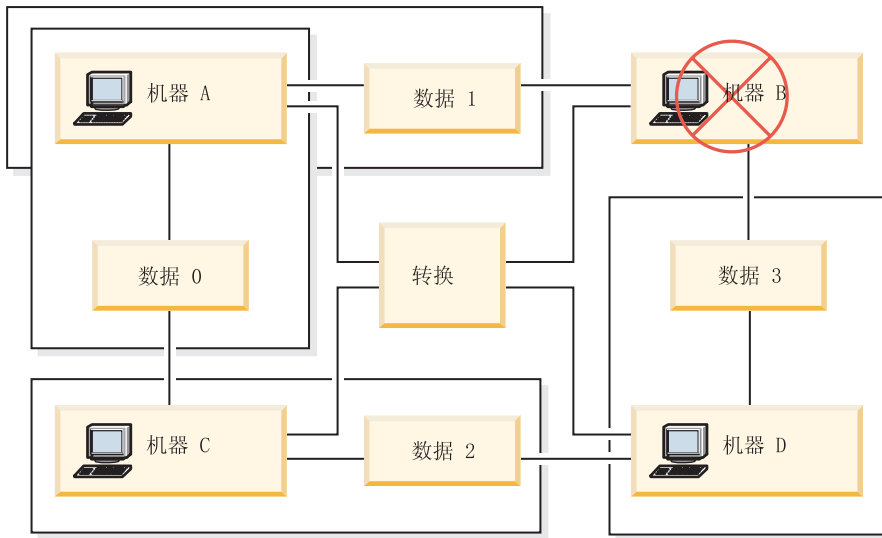 机器 A
数据 1
机器 B
数据 0
转换
数据 3
机器 C
数据 2
机器 D